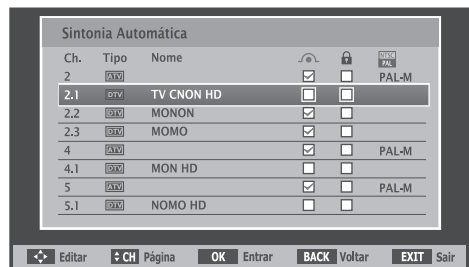 Sintonia Automática
Ch. Tipo Nome NTSC PAL
2 ATV PAL-M
2.1 DTV TV CNON HD
2.2 DTV MONON
2.3 DTV MOMO
4 ATV PAL-M
4.1 DTV MON HD
5 ATV PAL-M
5.1 DTV NOMO HD
Editar CH Página OK Entrar BACK Voltar EXIT Sair